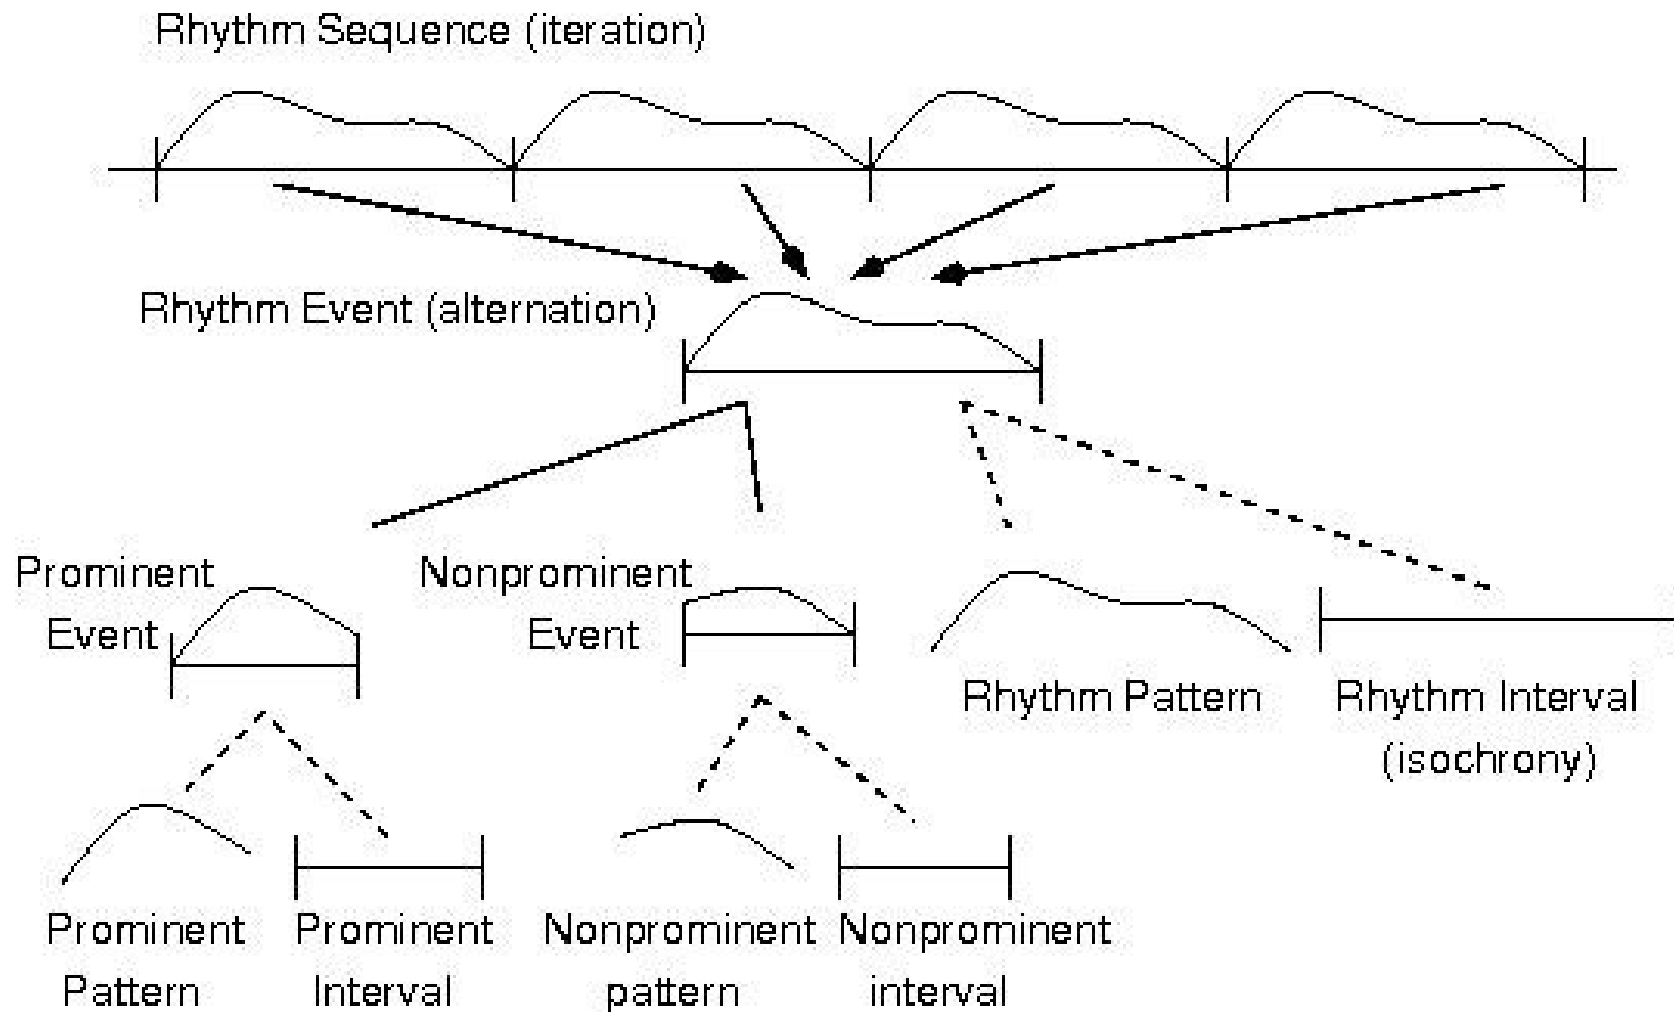 Rhythm Sequence (iteration)
Rhythm Event (alternation)
Prominent
Event
Nonprominent
Event
Rhythm Pattern
Rhythm Interval
(isochrony)
Prominent
Pattern
Prominent
Interval
Nonprominent
pattern
Nonprominent
interval